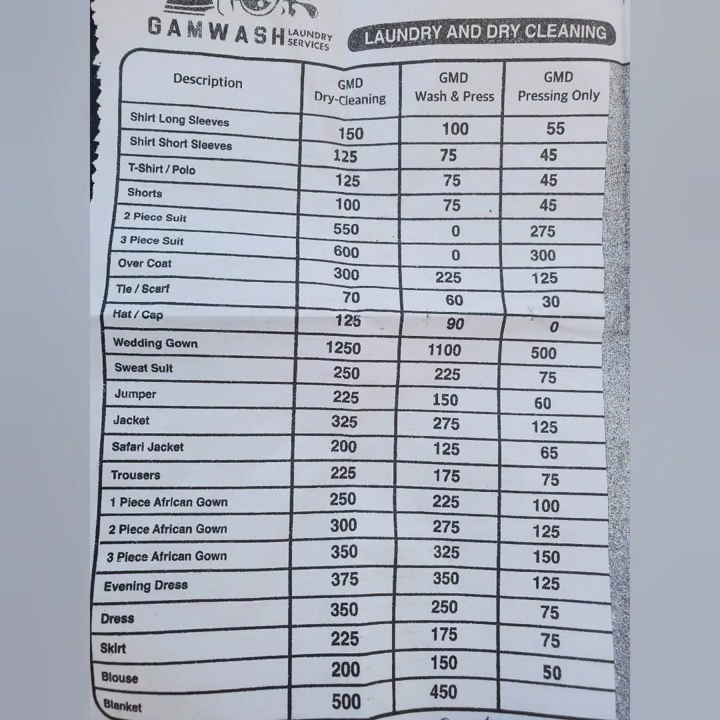 GAMWASH LAUNDRY
SERVICES
LAUNDRY AND DRY CLEANING
Description
GMD
Dry-Cleaning
GMD
Wash & Press
GMD
Pressing Only
Shirt Long Sleeves 150 100 55
Shirt Short Sleeves 125 75 45
T-Shirt / Polo 125 75 45
Shorts 100 75 45
2 Piece Suit 550 0 275
3 Piece Suit 600 0 300
Over Coat 300 225 125
Tie / Scarf 70 60 30
Hat / Cap 125 90 0
Wedding Gown 1250 1100 500
Sweat Suit 250 225 75
Jumper 225 150 60
Jacket 325 275 125
Safari Jacket 200 125 65
Trousers 225 175 75
1 Piece African Gown 250 225 100
2 Piece African Gown 300 275 125
3 Piece African Gown 350 325 150
Evening Dress 375 350 125
Dress 350 250 75
Skirt 225 175 75
Blouse 200 150 50
Blanket 500 450